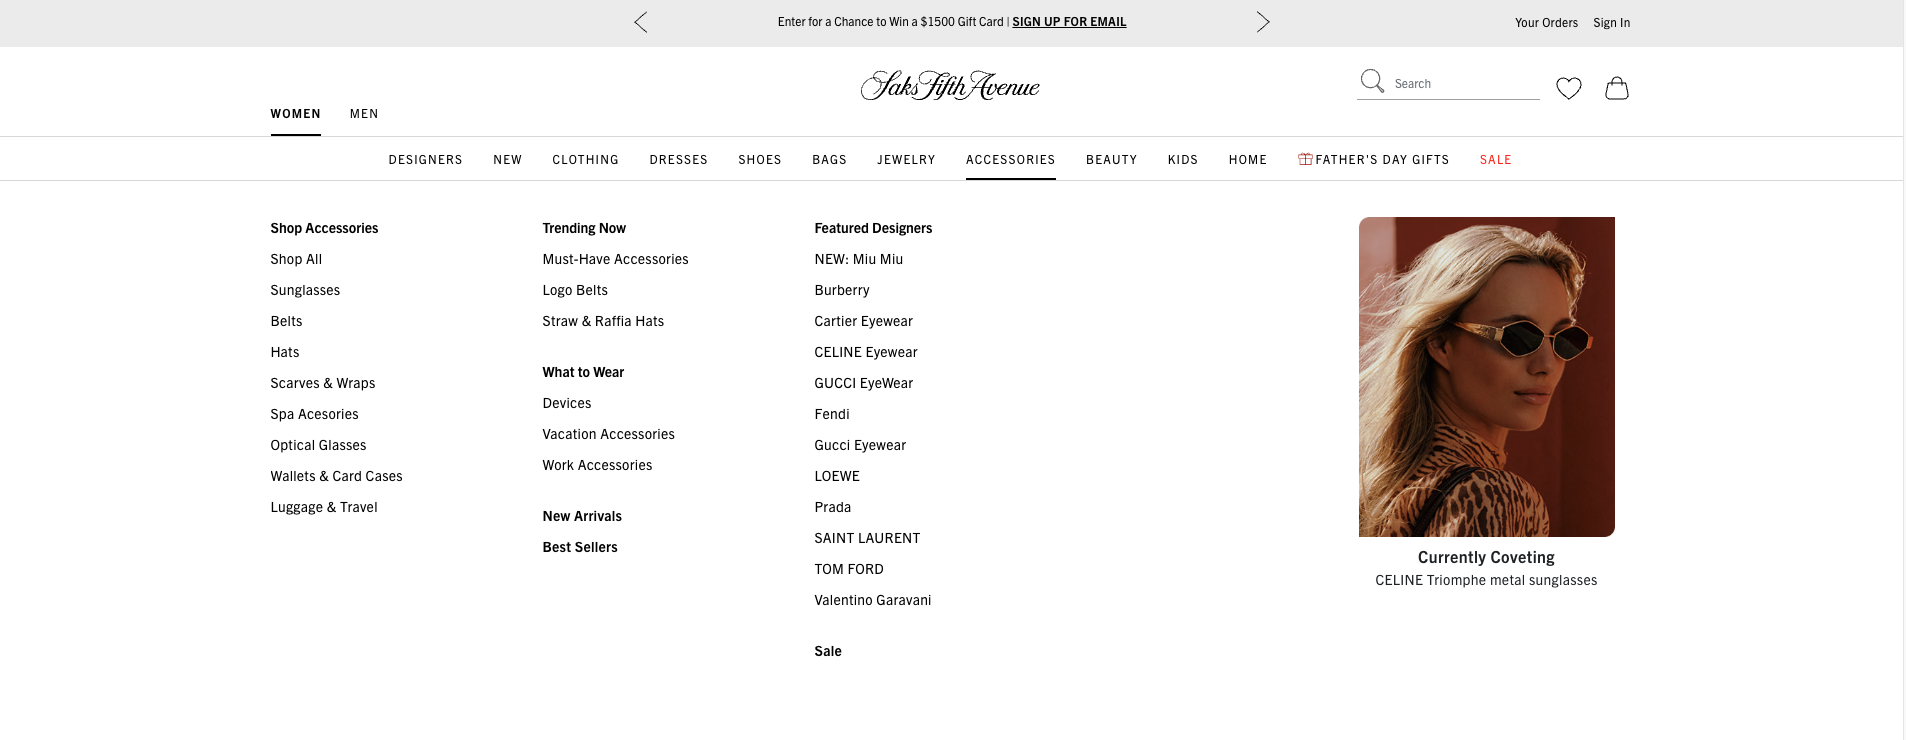 Enter for a Chance to Win a $1500 Gift Card | SIGN UP FOR EMAIL
Your Orders
Sign In
Saks Fifth Avenue
Search
WOMEN
MEN
DESIGNERS
NEW
CLOTHING
DRESSES
SHOES
BAGS
JEWELRY
ACCESSORIES
BEAUTY
KIDS
HOME
FATHER'S DAY GIFTS
SALE
Shop Accessories
Shop All
Sunglasses
Belts
Hats
Scarves & Wraps
Spa Acesories
Optical Glasses
Wallets & Card Cases
Luggage & Travel
Trending Now
Must-Have Accessories
Logo Belts
Straw & Raffia Hats
What to Wear
Devices
Vacation Accessories
Work Accessories
New Arrivals
Best Sellers
Featured Designers
NEW: Miu Miu
Burberry
Cartier Eyewear
CELINE Eyewear
GUCCI EyeWear
Fendi
Gucci Eyewear
LOEWE
Prada
SAINT LAURENT
TOM FORD
Valentino Garavani
Sale
Currently Coveting
CELINE Triomphe metal sunglasses